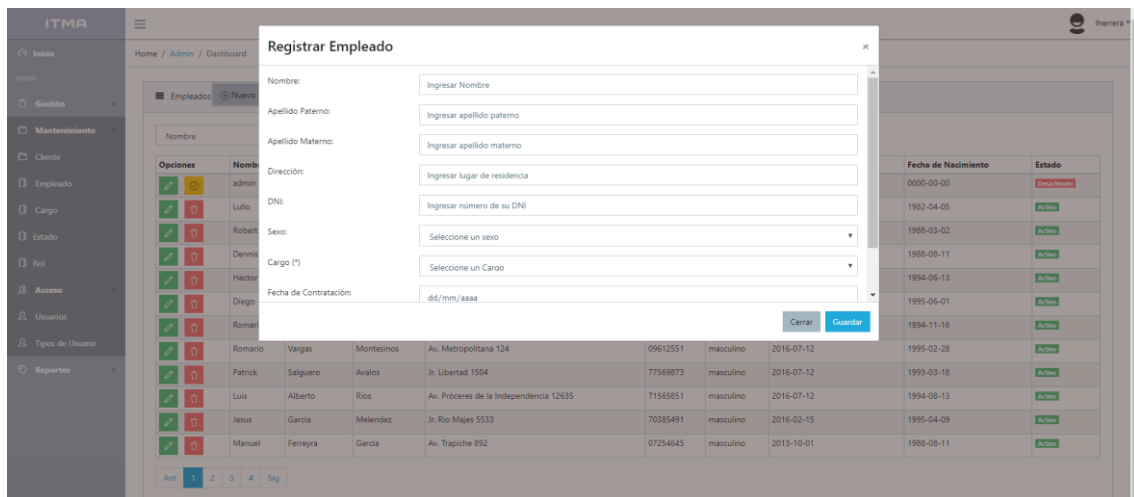 ITMA
lherrera
Inicio
MENÚ
Gestión
Mantenimiento
Cliente
Empleado
Cargo
Estado
Rol
Acceso
Usuarios
Tipos de Usuario
Reportes
Home / Admin / Dashboard
Empleados Nuevo
Nombre
Registrar Empleado ×
Nombre: Ingresar Nombre
Apellido Paterno: Ingresar apellido paterno
Apellido Materno: Ingresar apellido materno
Dirección: Ingresar lugar de residencia
DNI: Ingresar número de su DNI
Sexo: Seleccione un sexo
Cargo (*) Seleccione un Cargo
Fecha de Contratación: dd/mm/aaaa
Cerrar Guardar
Opciones Nomb Fecha de Nacimiento Estado
admin 0000-00-00 Desactivado
Lulio 1982-04-05 Activo
Robert 1988-03-02 Activo
Dennis 1988-08-11 Activo
Hector 1994-06-13 Activo
Diego 1995-06-01 Activo
Romari 1994-11-16 Activo
Romario Vargas Montesinos Av. Metropolitana 124 09612551 masculino 2016-07-12 1995-02-28 Activo
Patrick Salguero Avalos Jr. Libertad 1504 77569873 masculino 2016-07-12 1993-03-18 Activo
Luis Alberto Rios Av. Próceres de la Independencia 12635 71565851 masculino 2016-07-12 1994-08-13 Activo
Jesus Garcia Melendez Jr. Rio Majes 5533 70385491 masculino 2016-02-15 1995-04-09 Activo
Manuel Ferreyra Garcia Av. Trapiche 892 07254645 masculino 2013-10-01 1988-08-11 Activo
Ant 1 2 3 4 Sig